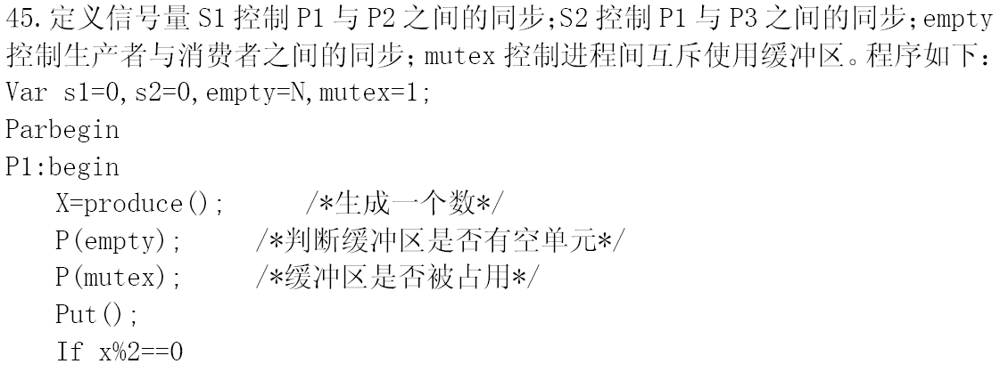 45.定义信号量 S1 控制 P1 与 P2 之间的同步;S2 控制 P1 与 P3 之间的同步;empty
控制生产者与消费者之间的同步; mutex 控制进程间互斥使用缓冲区。程序如下:
Var s1=0,s2=0,empty=N,mutex=1;
Parbegin
P1:begin
X=produce(); /*生成一个数*/
P(empty); /*判断缓冲区是否有空单元*/
P(mutex); /*缓冲区是否被占用*/
Put();
If x%2==0